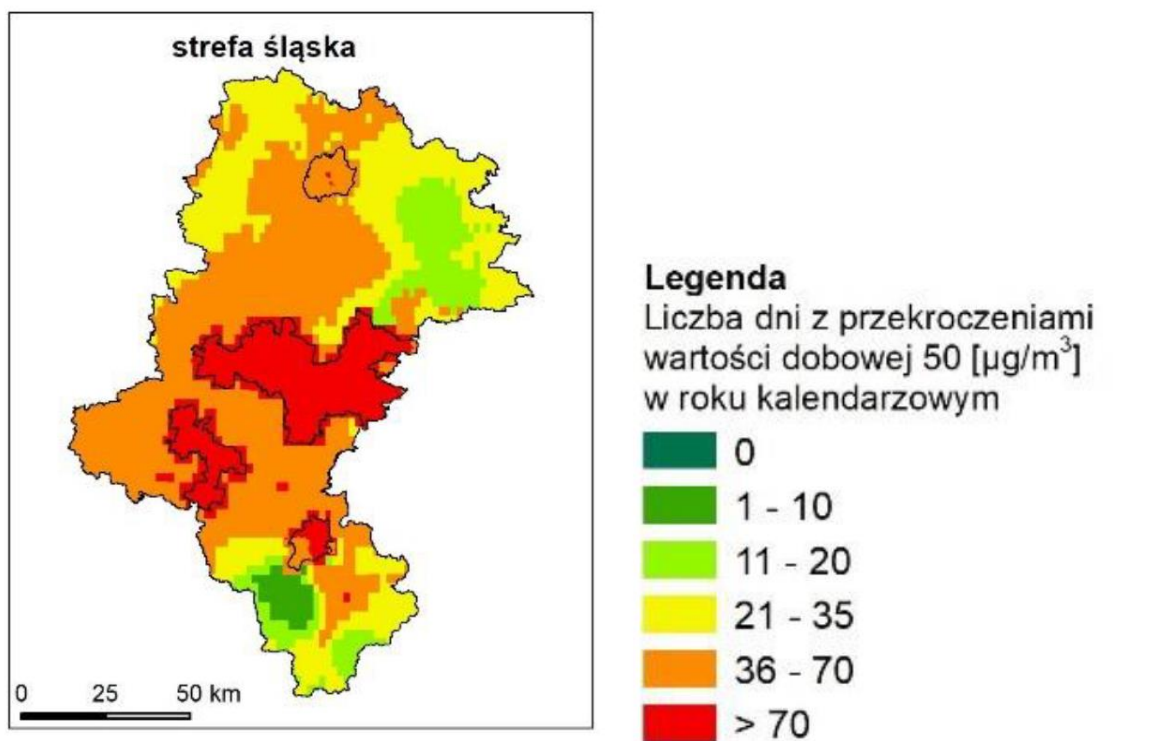 strefa śląska
0 25 50 km
Legenda
Liczba dni z przekroczeniami
wartości dobowej 50 [µg/m³]
w roku kalendarzowym
0
1 - 10
11 - 20
21 - 35
36 - 70
> 70